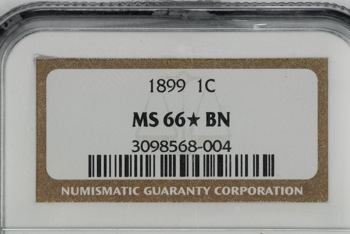 1899 1C
MS 66★ BN
3098568-004
NUMISMATIC GUARANTY CORPORATION